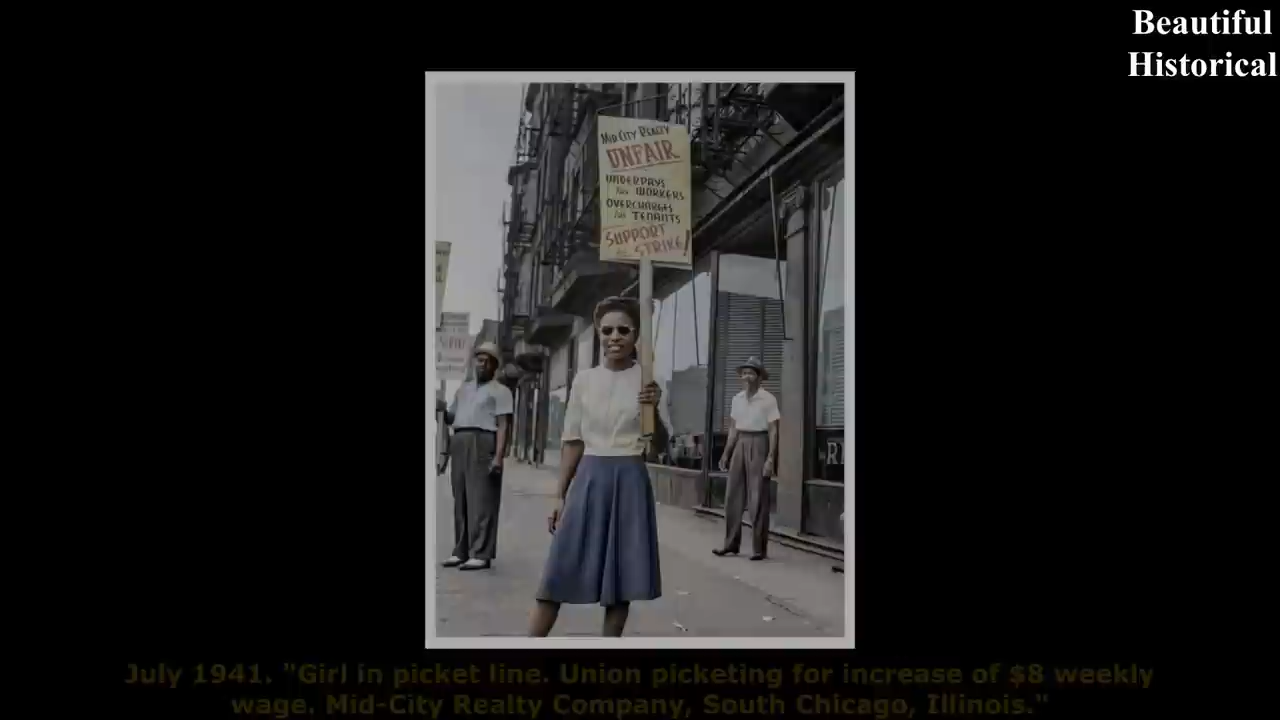 Beautiful
Historical
MID-CITY REALTY
UNFAIR
UNDERPAYS
WORKERS
OVERCHARGES
TENANTS
SUPPORT
STRIKE!
July 1941. "Girl in picket line. Union picketing for increase of $8 weekly
wage. Mid-City Realty Company, South Chicago, Illinois."